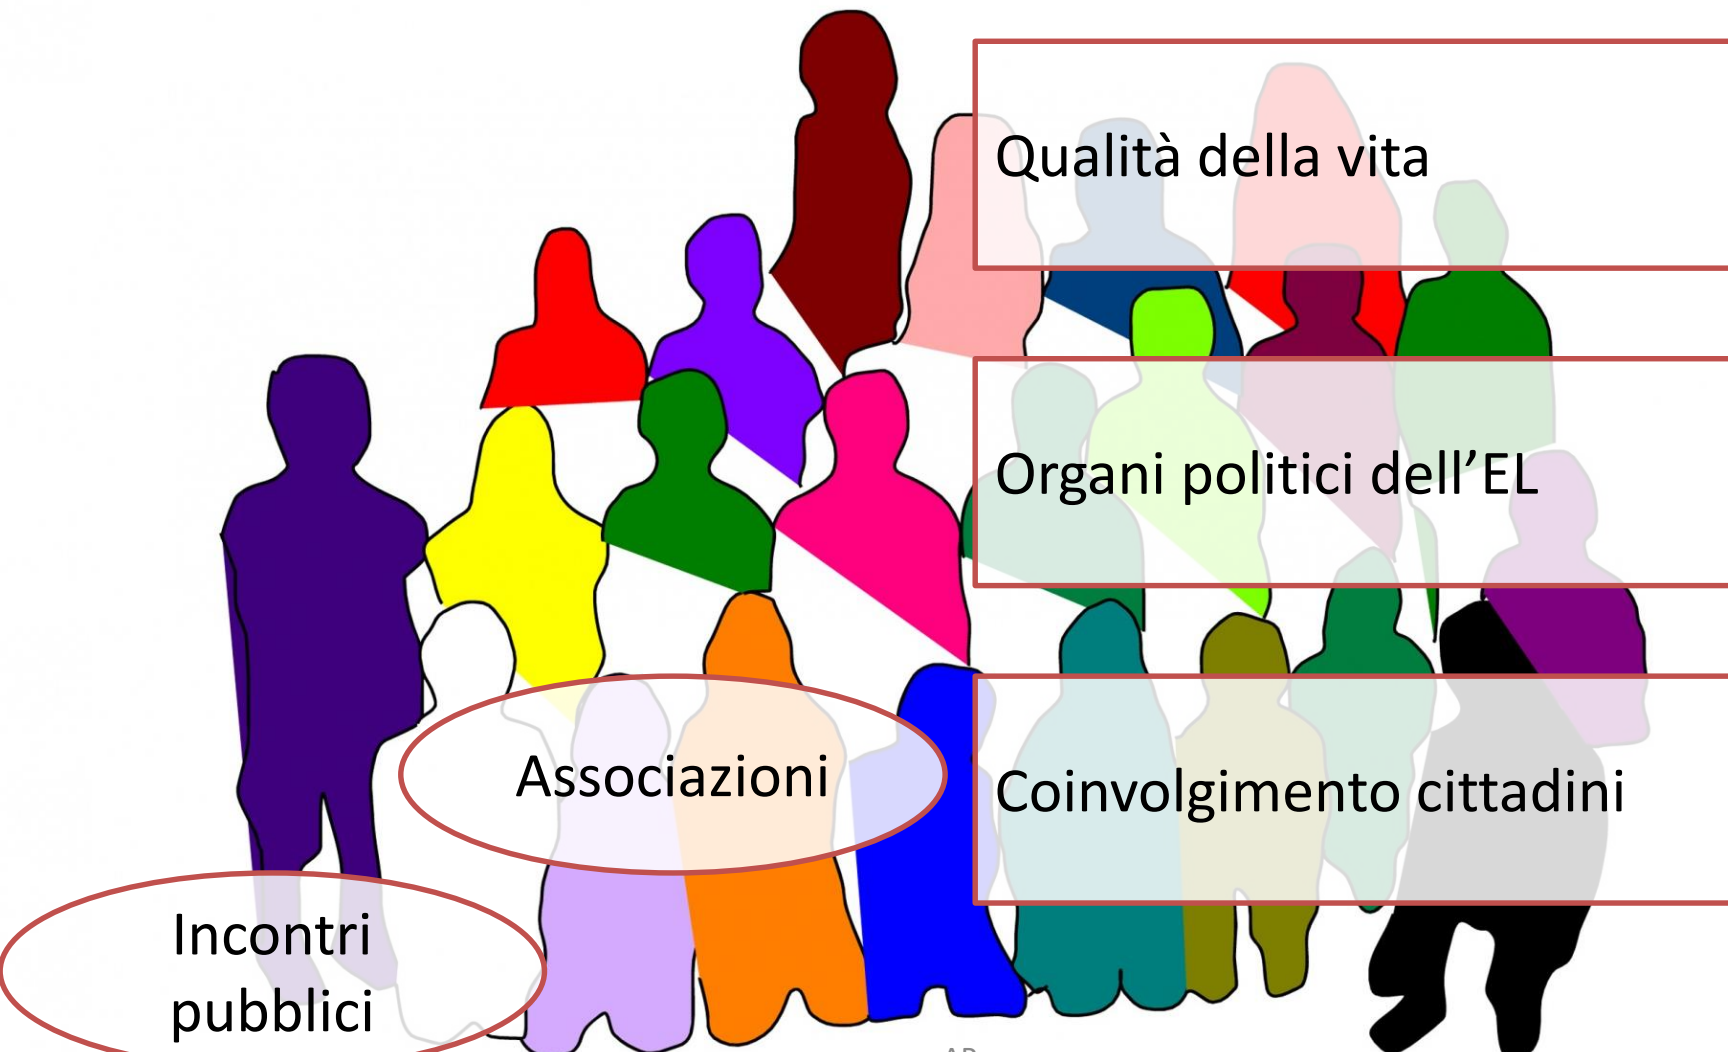 Qualità della vita
Organi politici dell’EL
Associazioni
Coinvolgimento cittadini
Incontri
pubblici